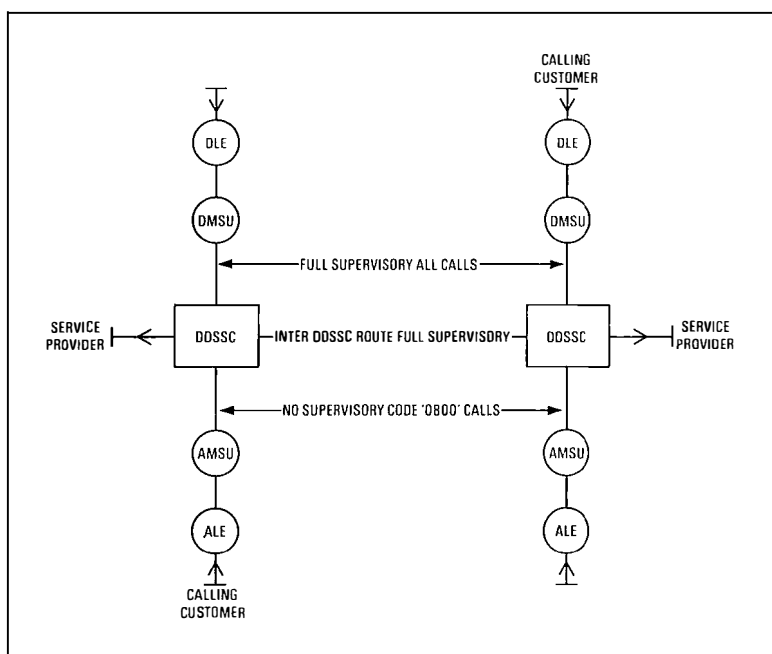 CALLING
CUSTOMER
DLE
DLE
DMSU
DMSU
FULL SUPERVISORY ALL CALLS
SERVICE
PROVIDER
DDSSC
INTER DDSSC ROUTE FULL SUPERVISORY
DDSSC
SERVICE
PROVIDER
NO SUPERVISORY CODE '0800' CALLS
AMSU
AMSU
ALE
ALE
CALLING
CUSTOMER